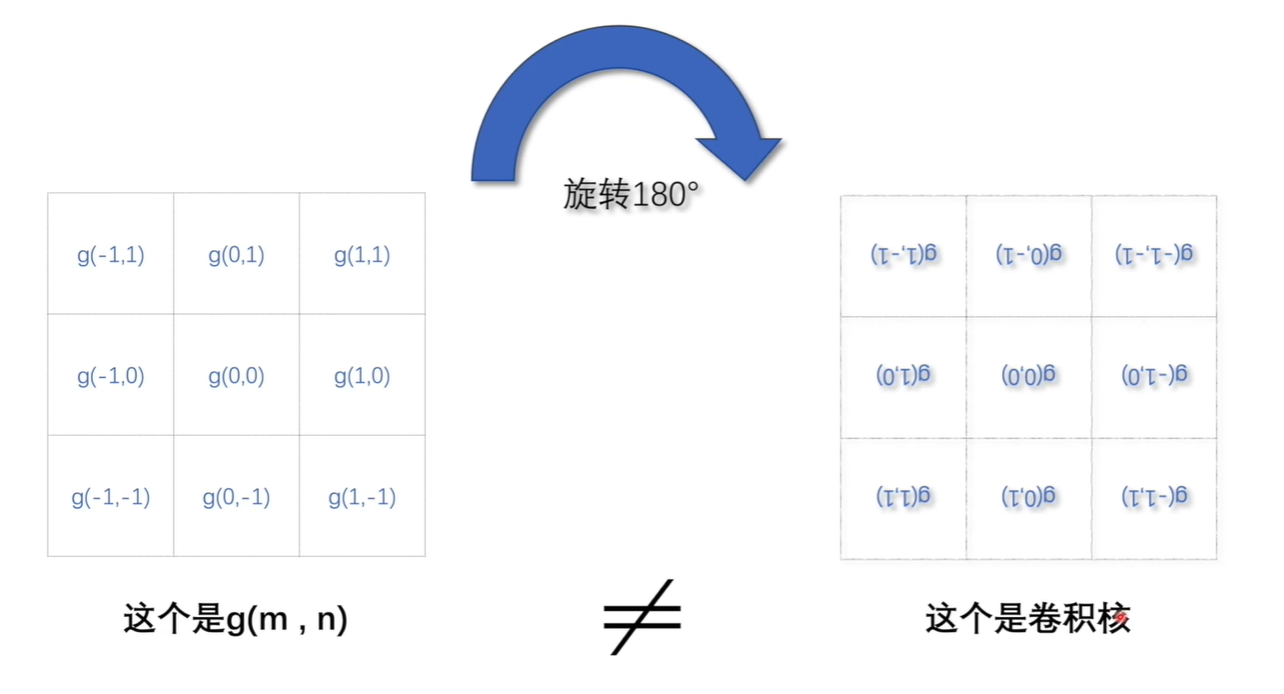 旋转180°
g(-1,1) g(0,1) g(1,1)
g(-1,0) g(0,0) g(1,0)
g(-1,-1) g(0,-1) g(1,-1)
g(1,-1) g(0,-1) g(-1,-1)
g(1,0) g(0,0) g(-1,0)
g(1,1) g(0,1) g(-1,1)
这个是g(m , n)
≠
这个是卷积核